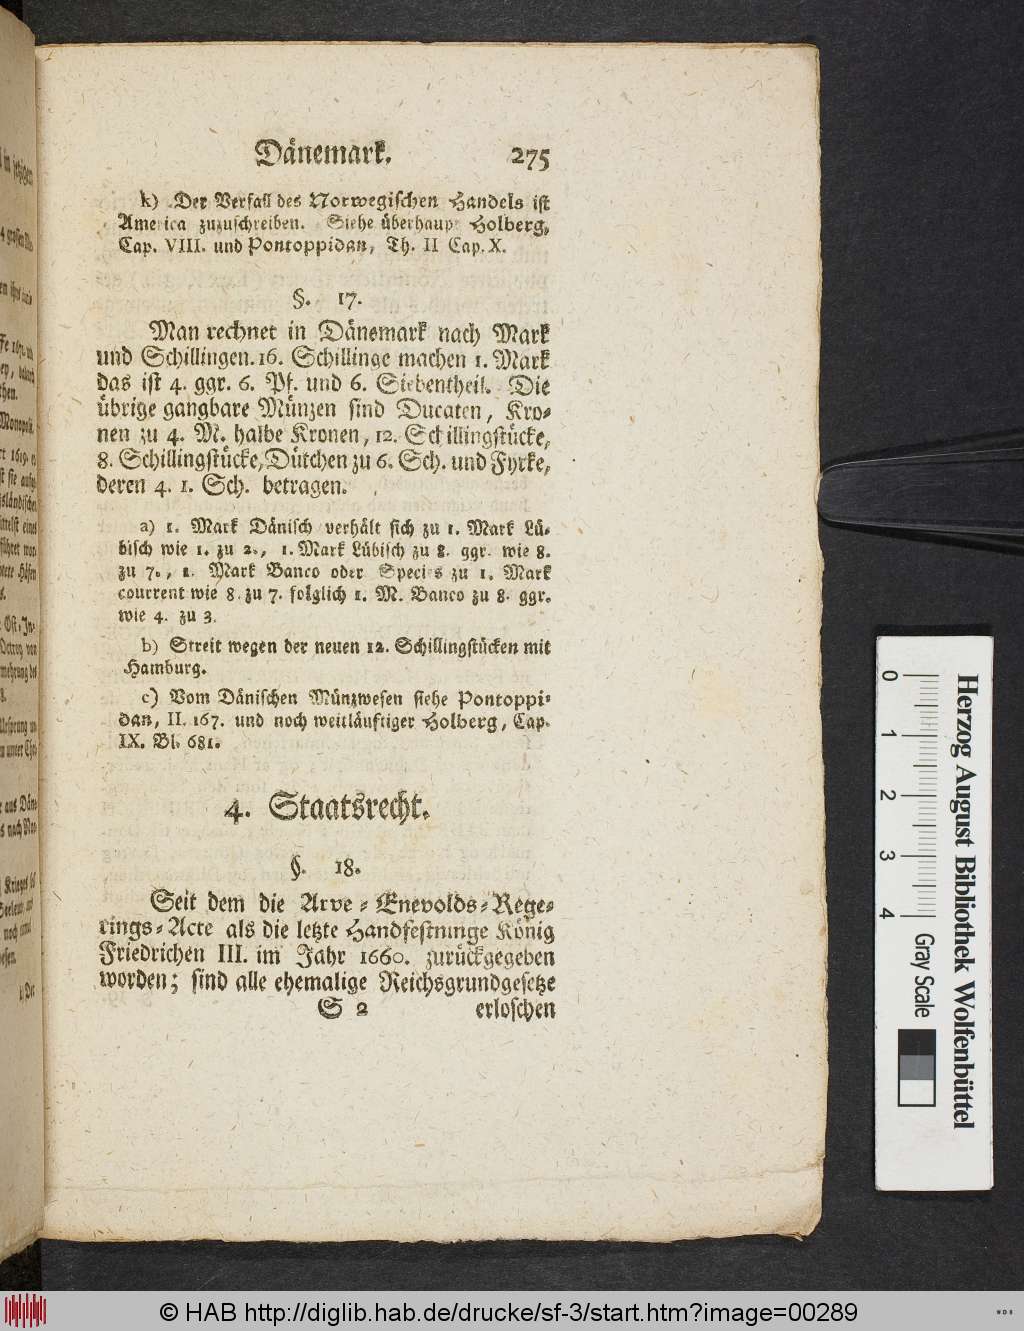 Dänemark. 275
k) Der Verfall des Norwegischen Handels ist
America zuzuschreiben. Siehe überhaupt Holberg,
Cap. VIII. und Pontoppidan, Th. II Cap. X.
§. 17.
Man rechnet in Dänemark nach Mark
und Schillingen. 16. Schillinge machen 1. Mark
das ist 4. ggr. 6. Pf. und 6. Siebentheil. Die
übrige gangbare Münzen sind Ducaten, Kro-
nen zu 4. M. halbe Kronen, 12. Schillingstücke,
8. Schillingstücke, Dütchen zu 6. Sch. und Fyrke,
deren 4. 1. Sch. betragen.
a) 1. Mark Dänisch verhält sich zu 1. Mark Lü-
bisch wie 1. zu 2., 1. Mark Lübisch zu 8. ggr. wie 8.
zu 7., 1. Mark Banco oder Species zu 1. Mark
courrent wie 8. zu 7. folglich 1. M. Banco zu 8. ggr.
wie 4. zu 3.
b) Streit wegen der neuen 12. Schillingstücken mit
Hamburg.
c) Vom Dänischen Münzwesen siehe Pontoppi-
dan, II. 167. und noch weitläuftiger Holberg, Cap.
IX. Bl. 681.
4. Staatsrecht.
§. 18.
Seit dem die Arve-Enevolds-Rege-
rings-Acte als die letzte Handfestninge König
Friedrichen III. im Jahr 1660. zurückgegeben
worden; sind alle ehemalige Reichsgrundgesetze
S 2 erloschen
0 1 2 3 4
Gray Scale
Herzog August Bibliothek Wolfenbüttel
© HAB http://diglib.hab.de/drucke/sf-3/start.htm?image=00289